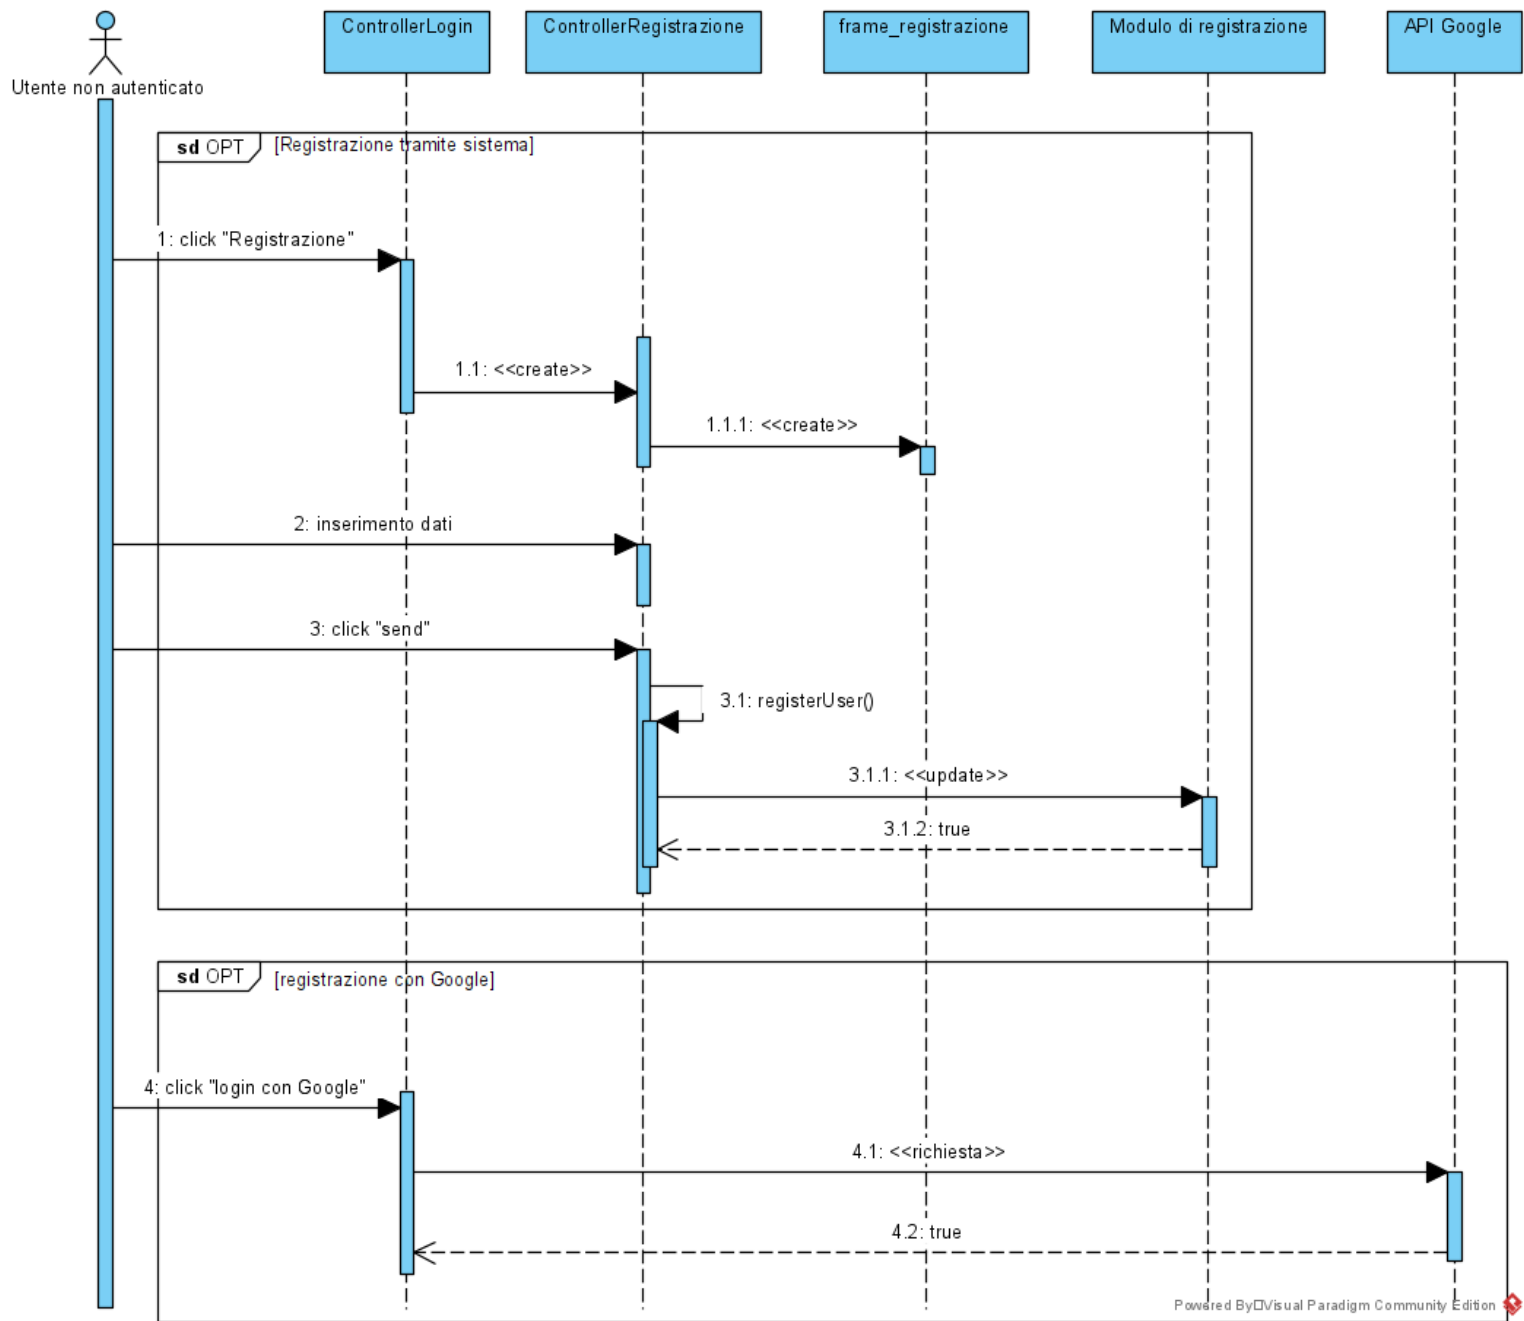 ControllerLogin
ControllerRegistrazione
frame_registrazione
Modulo di registrazione
API Google
Utente non autenticato
sd OPT
[Registrazione tramite sistema]
1: click "Registrazione"
1.1: <<create>>
1.1.1: <<create>>
2: inserimento dati
3: click "send"
3.1: registerUser()
3.1.1: <<update>>
3.1.2: true
sd OPT
[registrazione con Google]
4: click "login con Google"
4.1: <<richiesta>>
4.2: true
Powered By□Visual Paradigm Community Edition